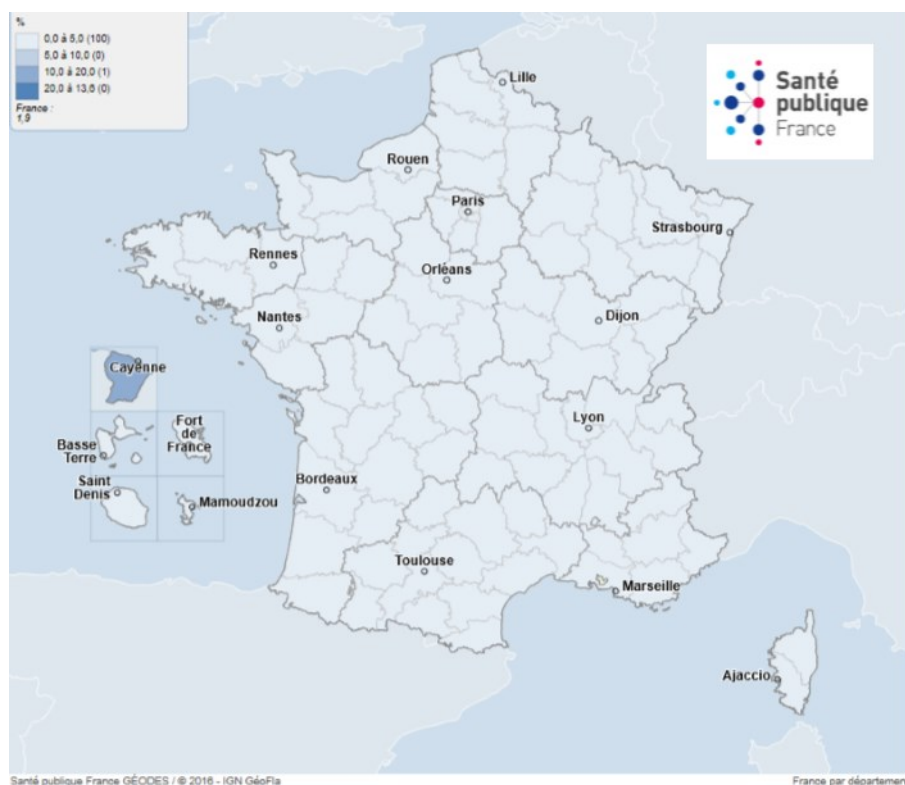 %
0,0 à 5,0 (100)
5,0 à 10,0 (0)
10,0 à 20,0 (1)
20,0 à 13,6 (0)
France :
1,9
Santé
publique
France
Lille
Rouen
Paris
Strasbourg
Rennes
Orléans
Nantes
Dijon
Cayenne
Lyon
Fort
de
France
Basse
Terre
Saint
Denis
Bordeaux
Mamoudzou
Toulouse
Marseille
Ajaccio
Santé publique France GÉODES / © 2016 - IGN GéoFla
France par département